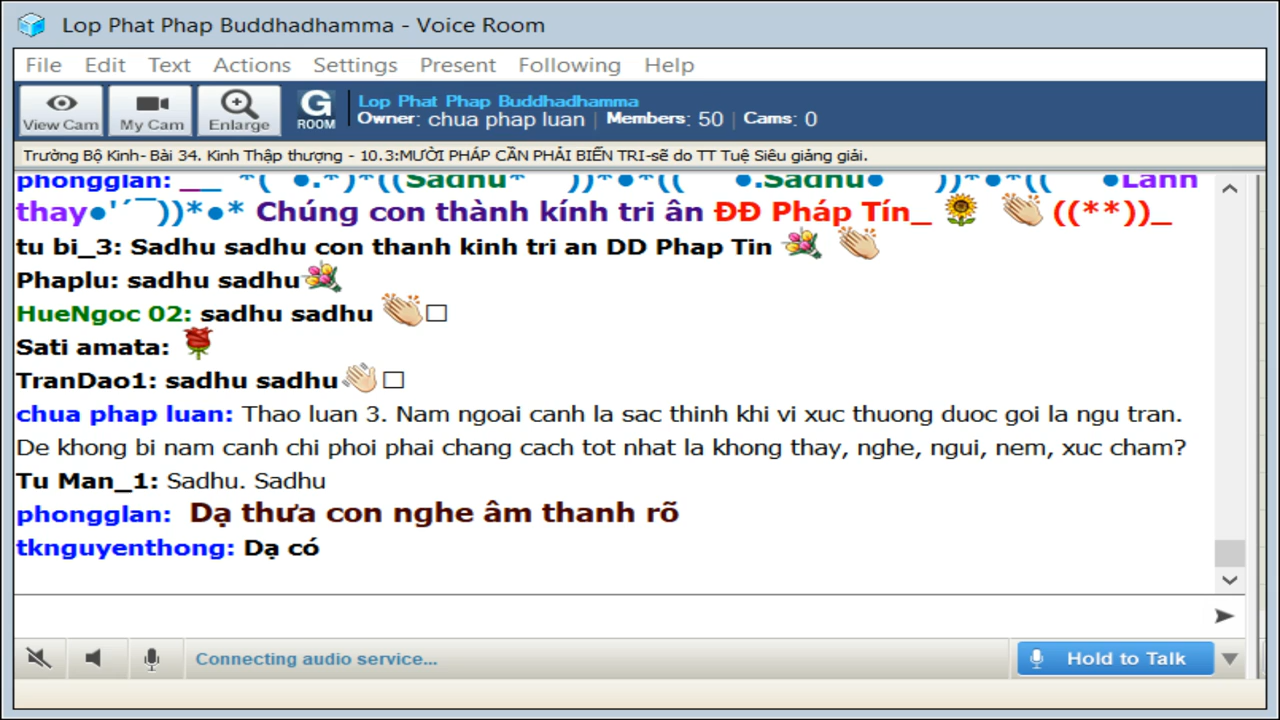 Lop Phat Phap Buddhadhamma - Voice Room
File Edit Text Actions Settings Present Following Help
View Cam My Cam Enlarge G ROOM
Lop Phat Phap Buddhadhamma
Owner: chua phap luan | Members: 50 | Cams: 0
Trường Bộ Kinh- Bài 34. Kinh Thập thượng - 10.3:MƯỜI PHÁP CẦN PHẢI BIẾN TRI-sẽ do TT Tuệ Siêu giảng giải.
phongglan: __ *( ●.*)*((Sadhu* ))*●*(( ●.Sadhu● ))*●*(( ●Lành
thay●'´¯))*●* Chúng con thành kính tri ân ĐĐ Pháp Tín_ 🌻 👏 ((**))_
tu bi_3: Sadhu sadhu con thanh kinh tri an DD Phap Tin 💐 👏
Phaplu: sadhu sadhu💐
HueNgoc 02: sadhu sadhu 👏□
Sati amata: 🌹
TranDao1: sadhu sadhu👏□
chua phap luan: Thao luan 3. Nam ngoai canh la sac thinh khi vi xuc thuong duoc goi la ngu tran.
De khong bi nam canh chi phoi phai chang cach tot nhat la khong thay, nghe, ngui, nem, xuc cham?
Tu Man_1: Sadhu. Sadhu
phongglan: Dạ thưa con nghe âm thanh rõ
tknguyenthong: Dạ có
Connecting audio service...
Hold to Talk